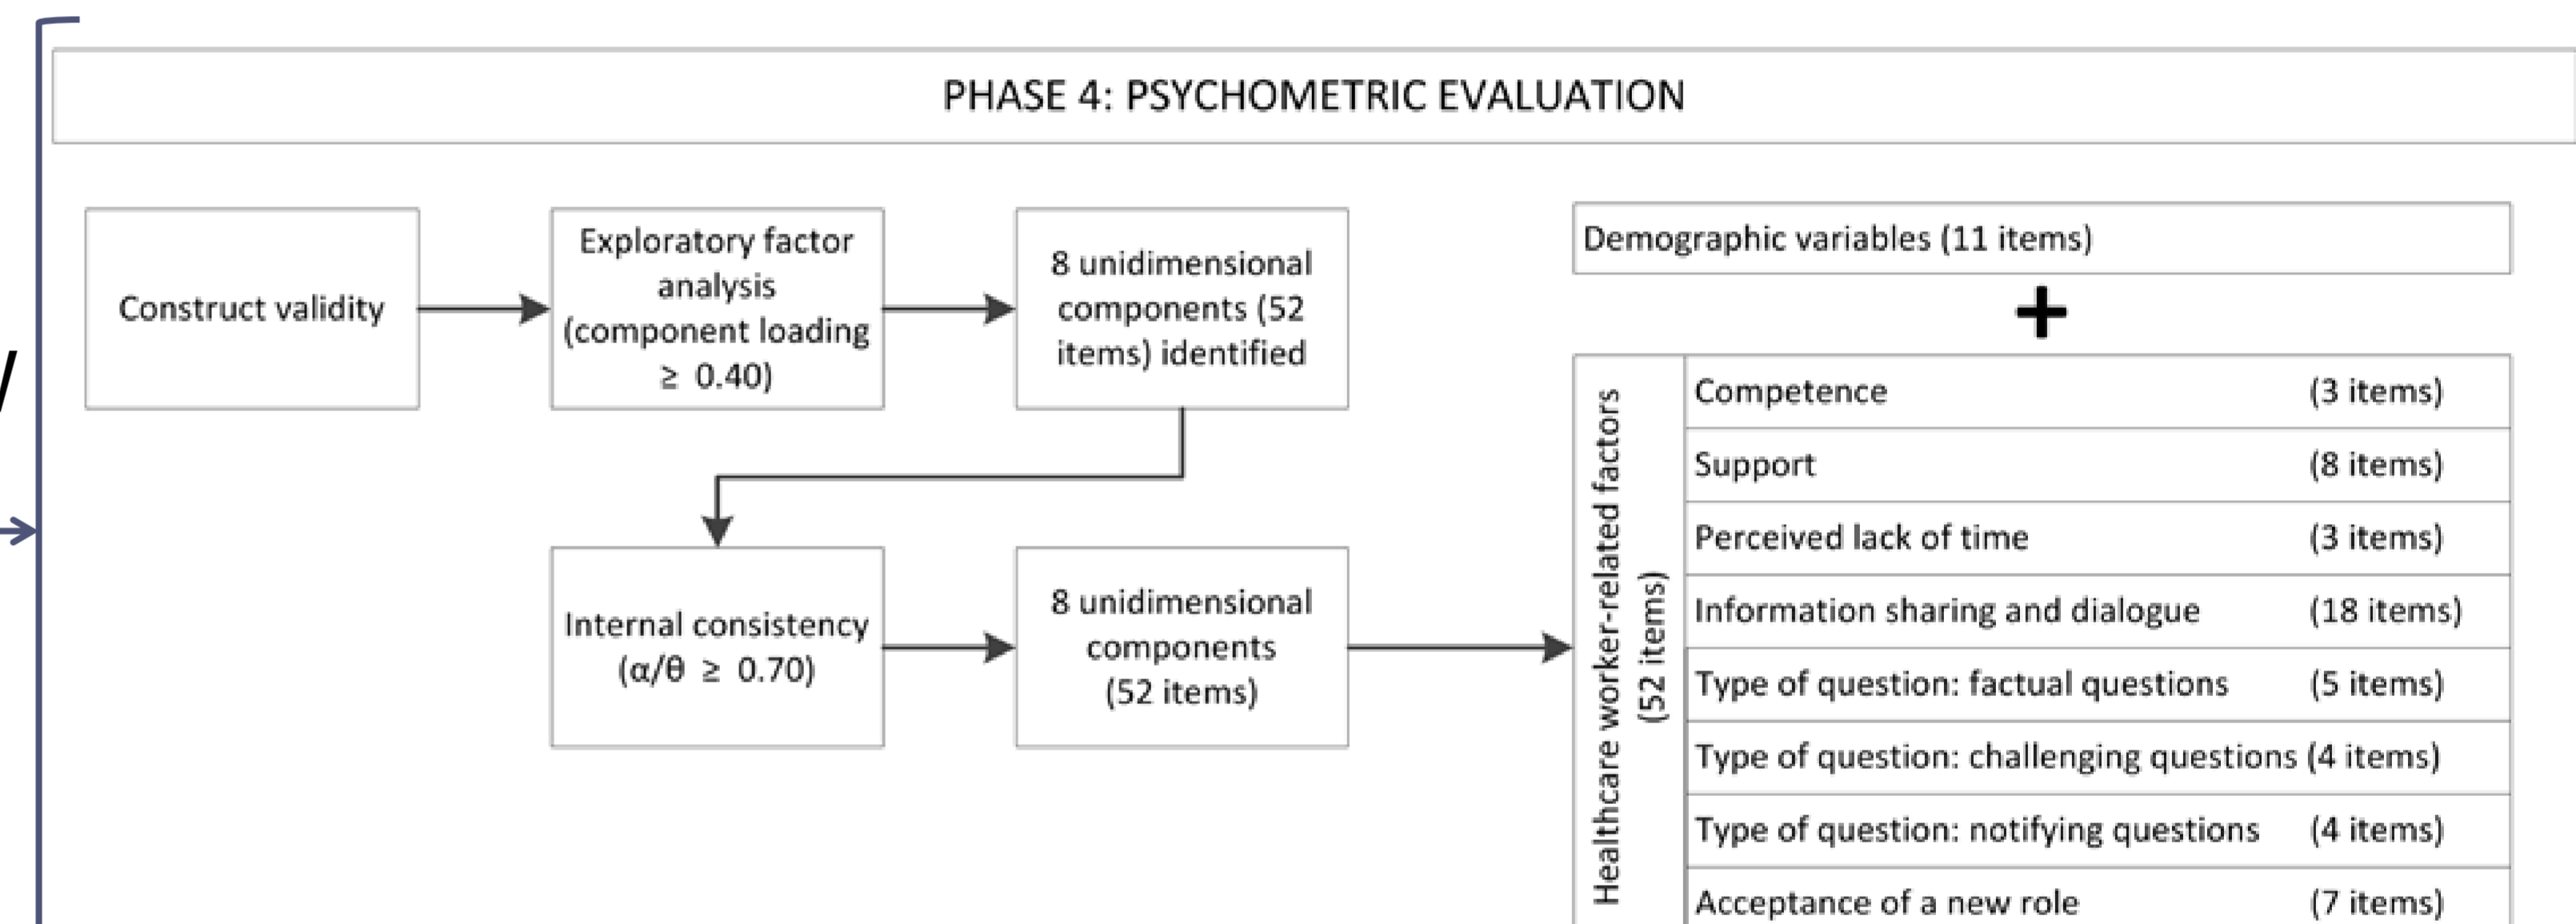 PHASE 4: PSYCHOMETRIC EVALUATION
Construct validity
Exploratory factor
analysis
(component loading
≥ 0.40)
8 unidimensional
components (52
items) identified
Internal consistency
(α/θ ≥ 0.70)
8 unidimensional
components
(52 items)
Demographic variables (11 items)
+
Healthcare worker-related factors
(52 items)
Competence (3 items)
Support (8 items)
Perceived lack of time (3 items)
Information sharing and dialogue (18 items)
Type of question: factual questions (5 items)
Type of question: challenging questions (4 items)
Type of question: notifying questions (4 items)
Acceptance of a new role (7 items)